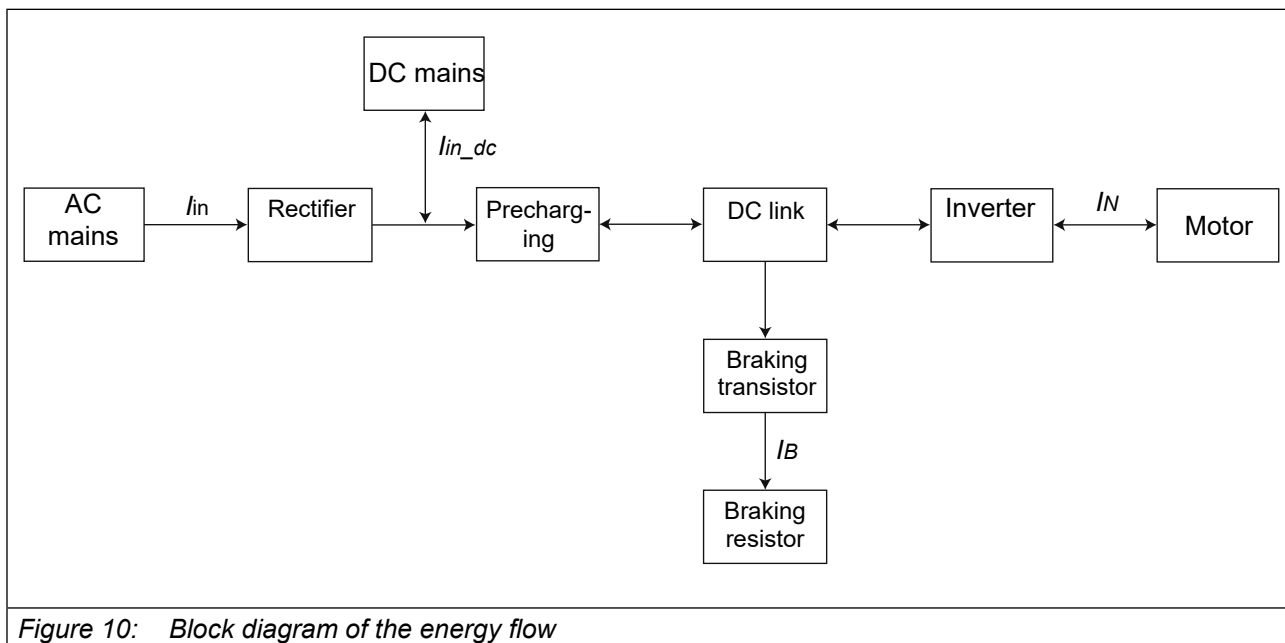 DC mains
Iin_dc
AC
mains
Iin
Rectifier
Precharg-
ing
DC link
Inverter
IN
Motor
Braking
transistor
IB
Braking
resistor
Figure 10: Block diagram of the energy flow